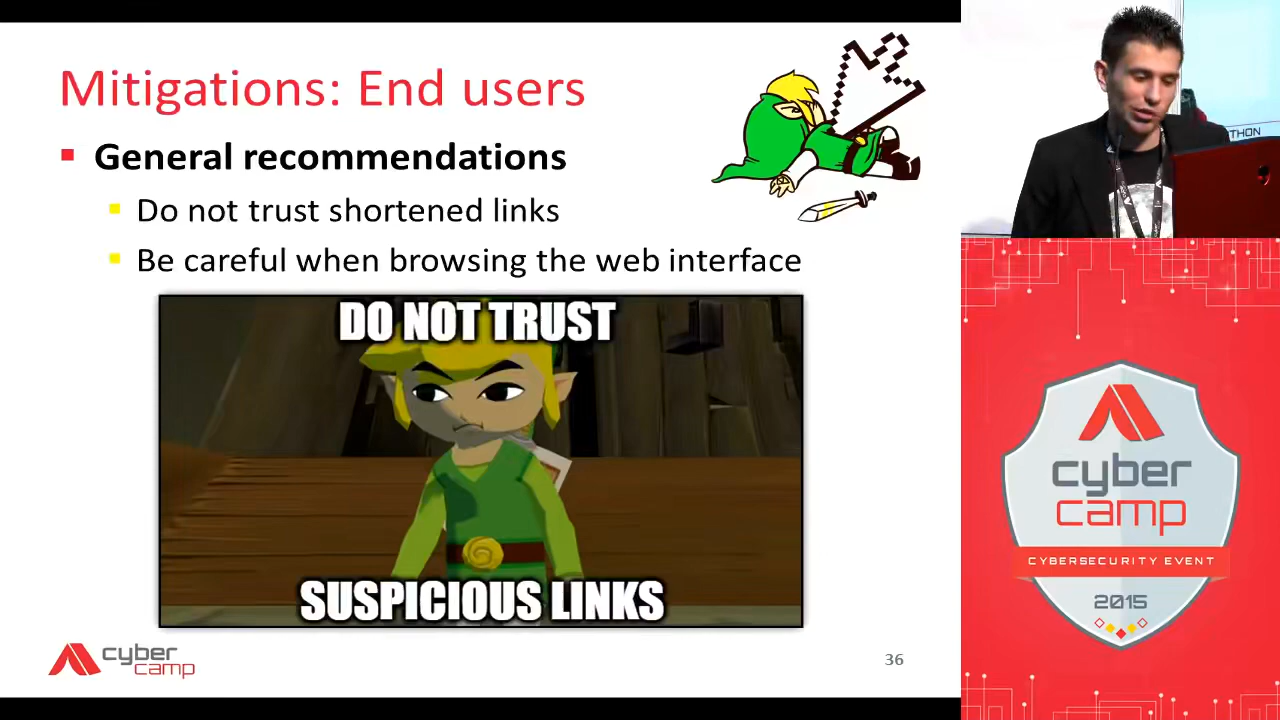 Mitigations: End users
General recommendations
Do not trust shortened links
Be careful when browsing the web interface
DO NOT TRUST
SUSPICIOUS LINKS
cyber
camp
36
THON
cyber
camp
CYBERSECURITY EVENT
2015